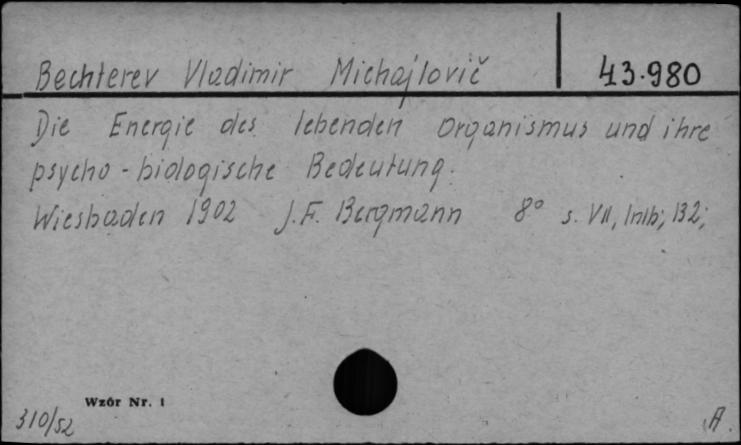 Bechterev Vladimir Michajlovič 43.980
Die Energie des lebenden Organismus und ihre
psycho-biologische Bedeutung.
Wiesbaden 1902 J.F. Bergmann 8° s. VII, 1nlb; 132;
Wzór Nr. 1
310/52 A.